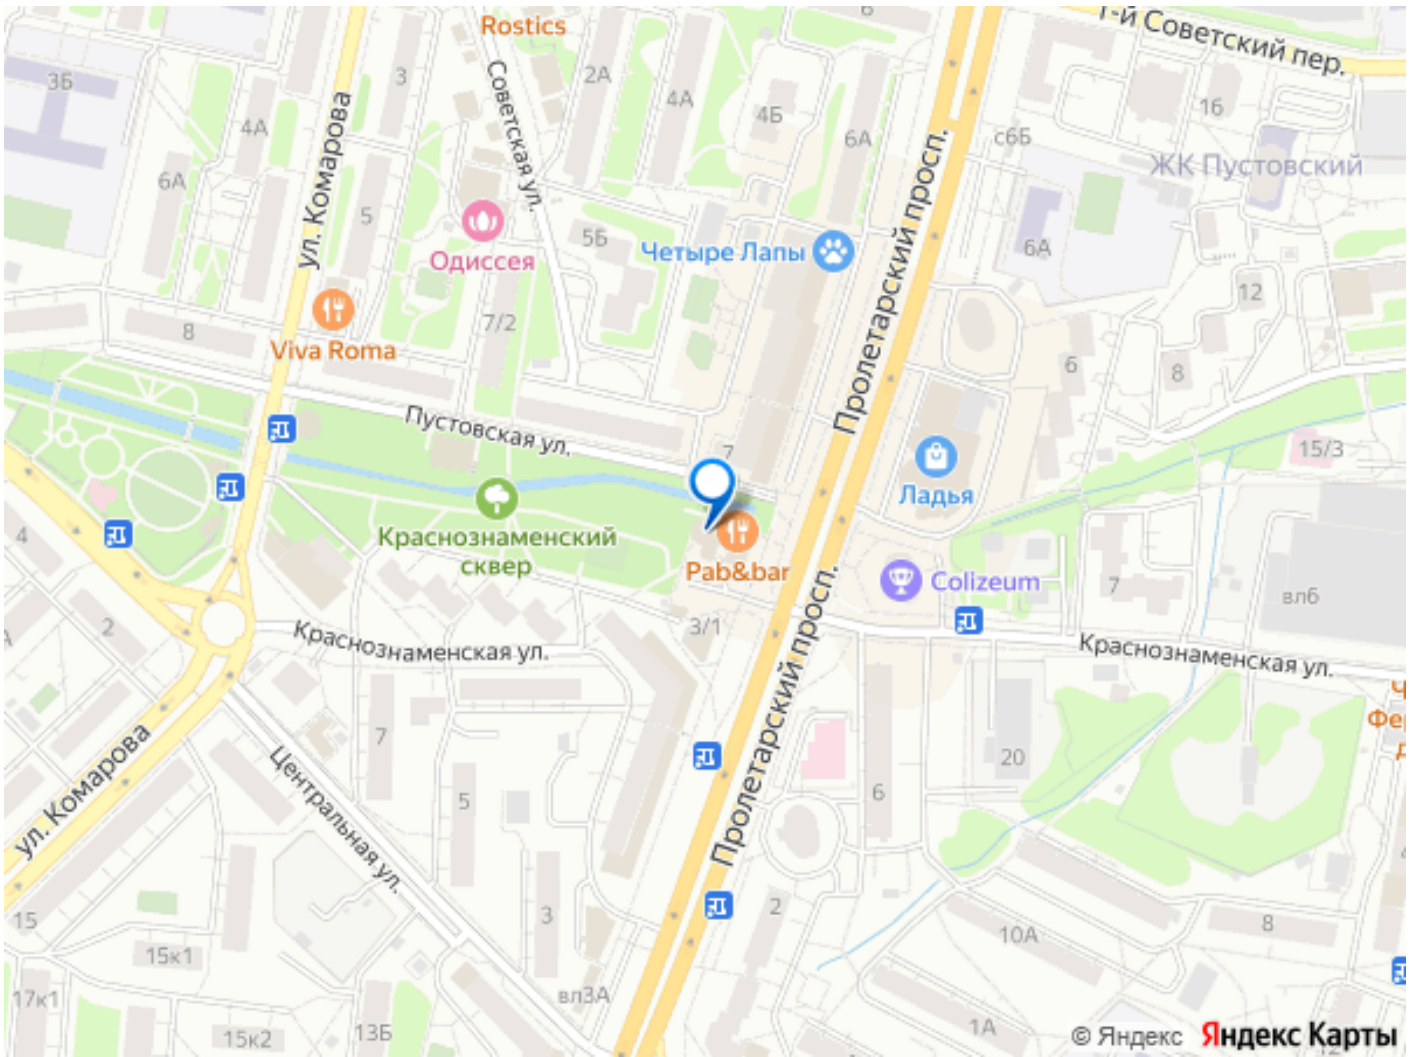 Rostics
1-й Советский пер.
3Б
3
2А
4А
4Б
6А
16
с6Б
4А
ул. Комарова
Советская ул.
6А
5
ЖК Пустовский
Пролетарский просп.
Одиссея
5Б
Четыре Лапы
6А
12
8
Viva Roma
7/2
6
8
Пустовская ул.
7
15/3
Ладья
Краснознаменский
сквер
4
Pab&bar
Colizeum
7
вл6
2
Краснознаменская ул.
3/1
Краснознаменская ул.
Пролетарский просп.
7
20
ул. Комарова
Центральная ул.
5
6
15
3
2
10А
8
15к1
17к1
вл3А
15к2
13Б
1А
© Яндекс Яндекс Карты